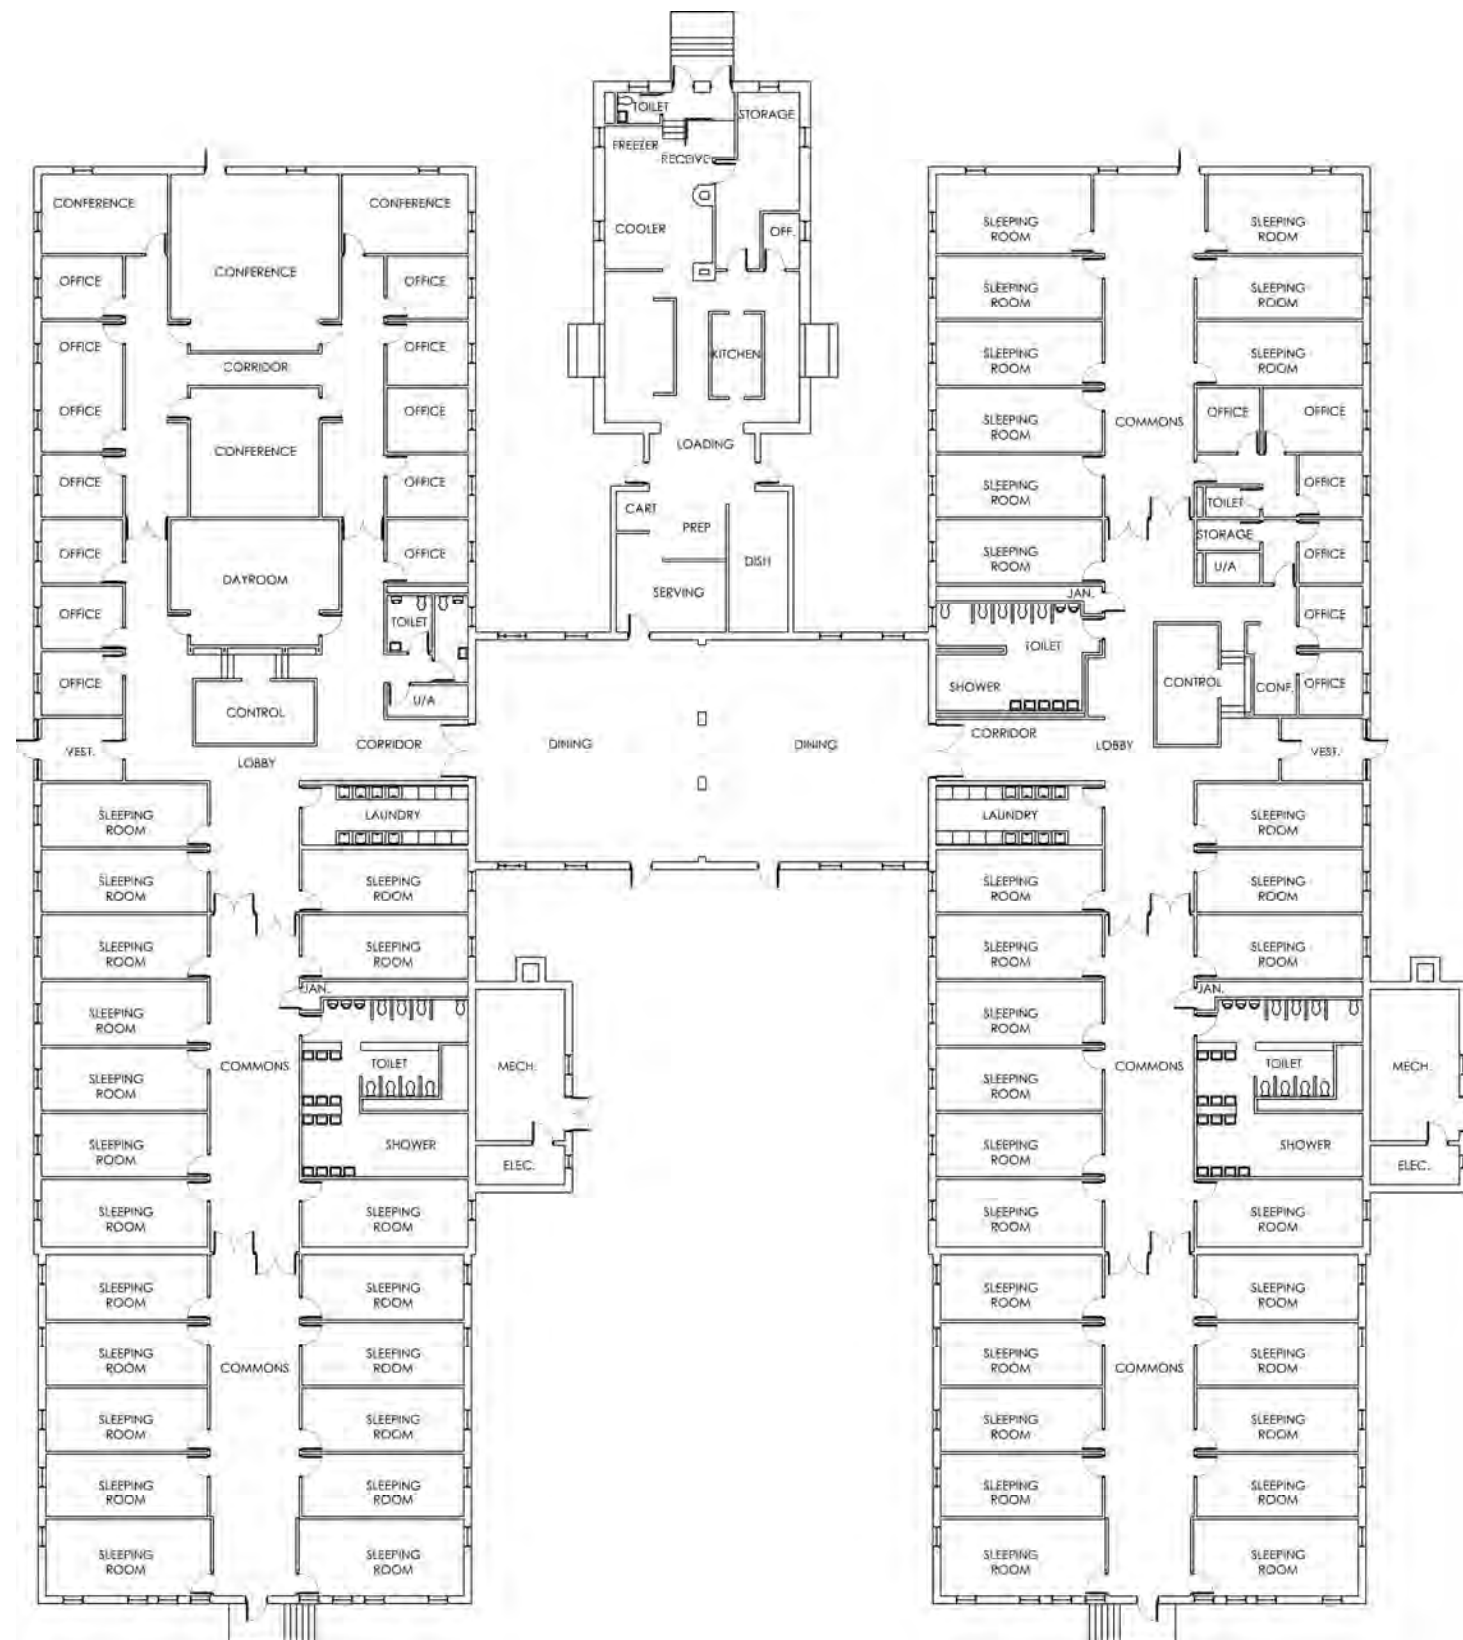 TOILET
STORAGE
FREEZER
RECEIVE
COOLER
OFF.
KITCHEN
LOADING
CART
PREP
DISH
SERVING
CONFERENCE
CONFERENCE
CONFERENCE
OFFICE
OFFICE
OFFICE
OFFICE
CORRIDOR
OFFICE
OFFICE
CONFERENCE
OFFICE
OFFICE
OFFICE
DAYROOM
OFFICE
OFFICE
TOILET
OFFICE
U/A
CONTROL
VEST.
CORRIDOR
LOBBY
DINING
DINING
SLEEPING
ROOM
LAUNDRY
SLEEPING
ROOM
SLEEPING
ROOM
SLEEPING
ROOM
SLEEPING
ROOM
JAN.
SLEEPING
ROOM
COMMONS
TOILET
MECH.
SLEEPING
ROOM
SLEEPING
ROOM
SHOWER
ELEC.
SLEEPING
ROOM
SLEEPING
ROOM
SLEEPING
ROOM
SLEEPING
ROOM
SLEEPING
ROOM
COMMONS
SLEEPING
ROOM
SLEEPING
ROOM
SLEEPING
ROOM
SLEEPING
ROOM
SLEEPING
ROOM
SLEEPING
ROOM
SLEEPING
ROOM
SLEEPING
ROOM
SLEEPING
ROOM
SLEEPING
ROOM
SLEEPING
ROOM
SLEEPING
ROOM
SLEEPING
ROOM
SLEEPING
ROOM
SLEEPING
ROOM
COMMONS
OFFICE
OFFICE
SLEEPING
ROOM
OFFICE
TOILET
STORAGE
SLEEPING
ROOM
OFFICE
U/A
JAN.
OFFICE
TOILET
SHOWER
CONTROL
CONF.
OFFICE
CORRIDOR
LOBBY
VEST.
LAUNDRY
SLEEPING
ROOM
SLEEPING
ROOM
SLEEPING
ROOM
SLEEPING
ROOM
SLEEPING
ROOM
JAN.
SLEEPING
ROOM
COMMONS
TOILET
MECH.
SLEEPING
ROOM
SLEEPING
ROOM
SHOWER
ELEC.
SLEEPING
ROOM
SLEEPING
ROOM
SLEEPING
ROOM
SLEEPING
ROOM
SLEEPING
ROOM
COMMONS
SLEEPING
ROOM
SLEEPING
ROOM
SLEEPING
ROOM
SLEEPING
ROOM
SLEEPING
ROOM
SLEEPING
ROOM
SLEEPING
ROOM